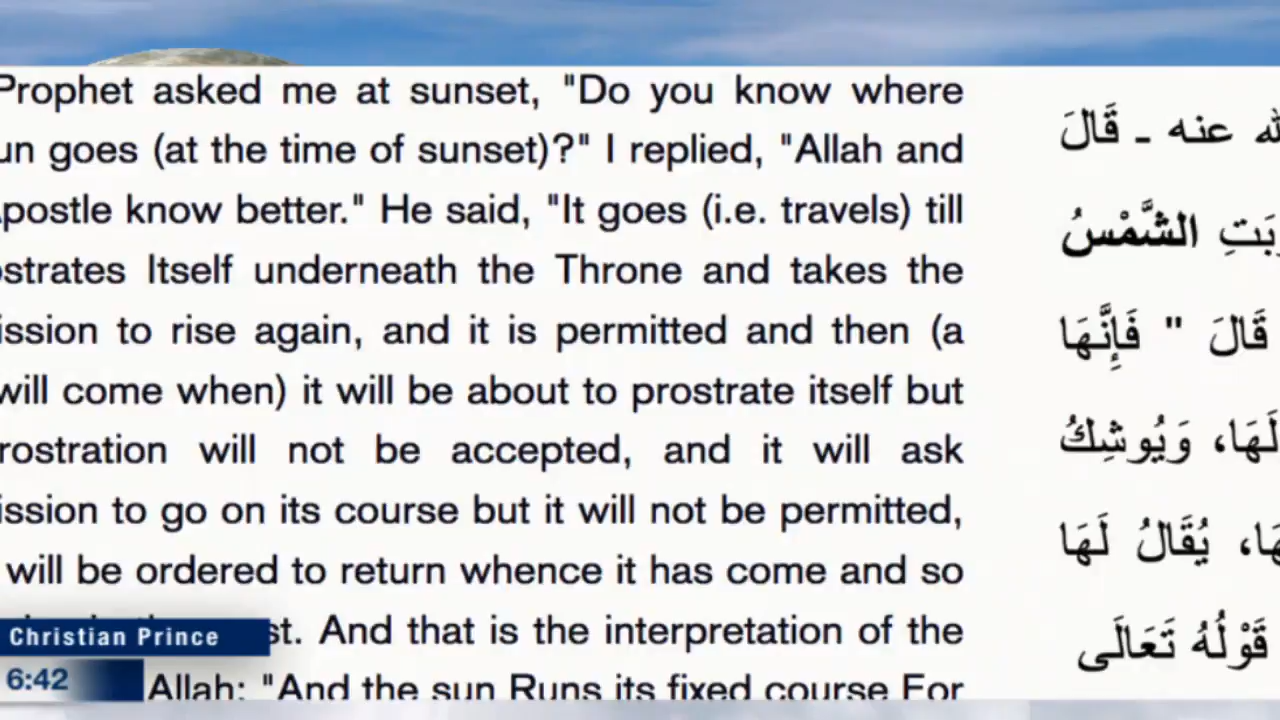 Prophet asked me at sunset, "Do you know where
un goes (at the time of sunset)?" I replied, "Allah and
postle know better." He said, "It goes (i.e. travels) till
strates Itself underneath the Throne and takes the
ission to rise again, and it is permitted and then (a
will come when) it will be about to prostrate itself but
rostration will not be accepted, and it will ask
ission to go on its course but it will not be permitted,
will be ordered to return whence it has come and so
st. And that is the interpretation of the
Allah: "And the sun Runs its fixed course For
لله عنه ـ قَالَ
بَتِ الشَّمْسُ
قَالَ " فَإِنَّهَا
لَهَا، وَيُوشِكُ
هَا، يُقَالُ لَهَا
قَوْلُهُ تَعَالَى
Christian Prince
6:42